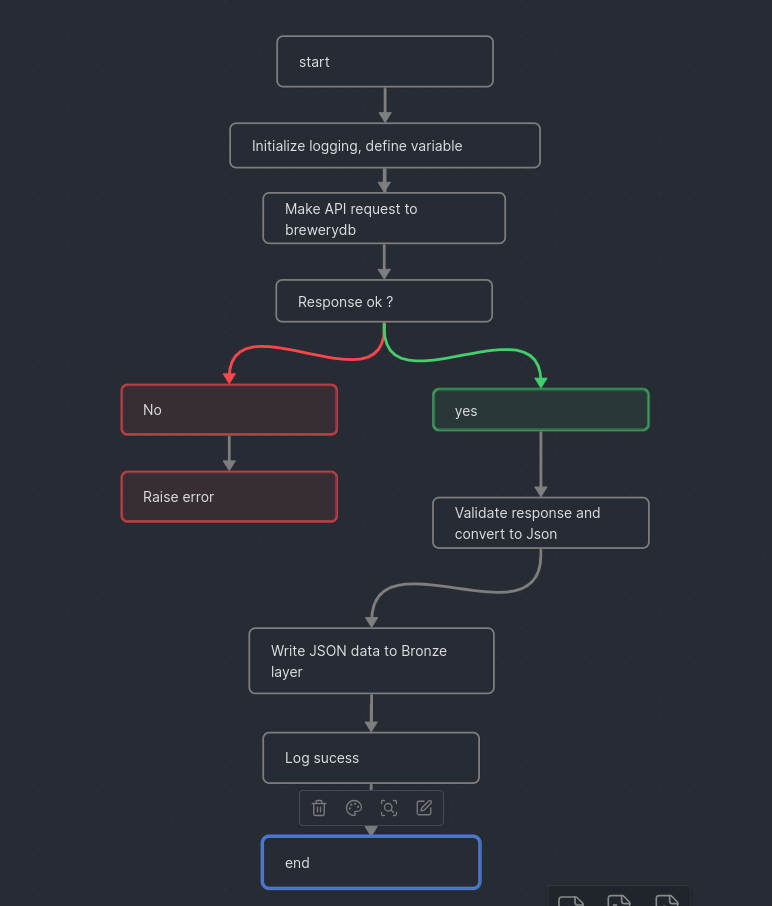 start
Initialize logging, define variable
Make API request to
brewerydb
Response ok ?
No
yes
Raise error
Validate response and
convert to Json
Write JSON data to Bronze
layer
Log sucess
end